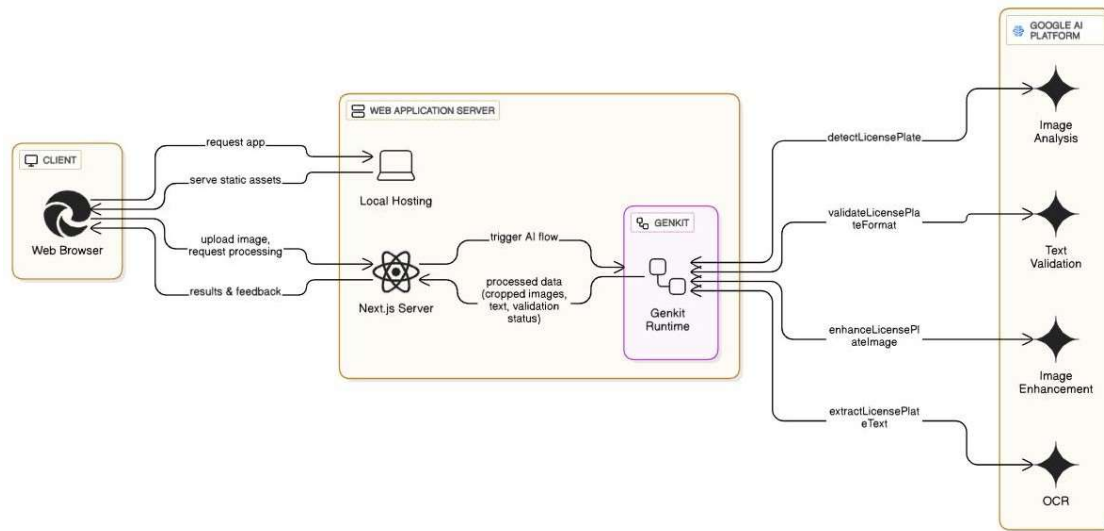 GOOGLE AI
PLATFORM
WEB APPLICATION SERVER
CLIENT
request app
serve static assets
Local Hosting
Web Browser
upload image,
request processing
results & feedback
Next.js Server
trigger AI flow
processed data
(cropped images,
text, validation
status)
GENKIT
Genkit
Runtime
detectLicensePlate
Image
Analysis
validateLicensePla
teFormat
Text
Validation
enhanceLicensePl
ateImage
Image
Enhancement
extractLicensePlat
eText
OCR